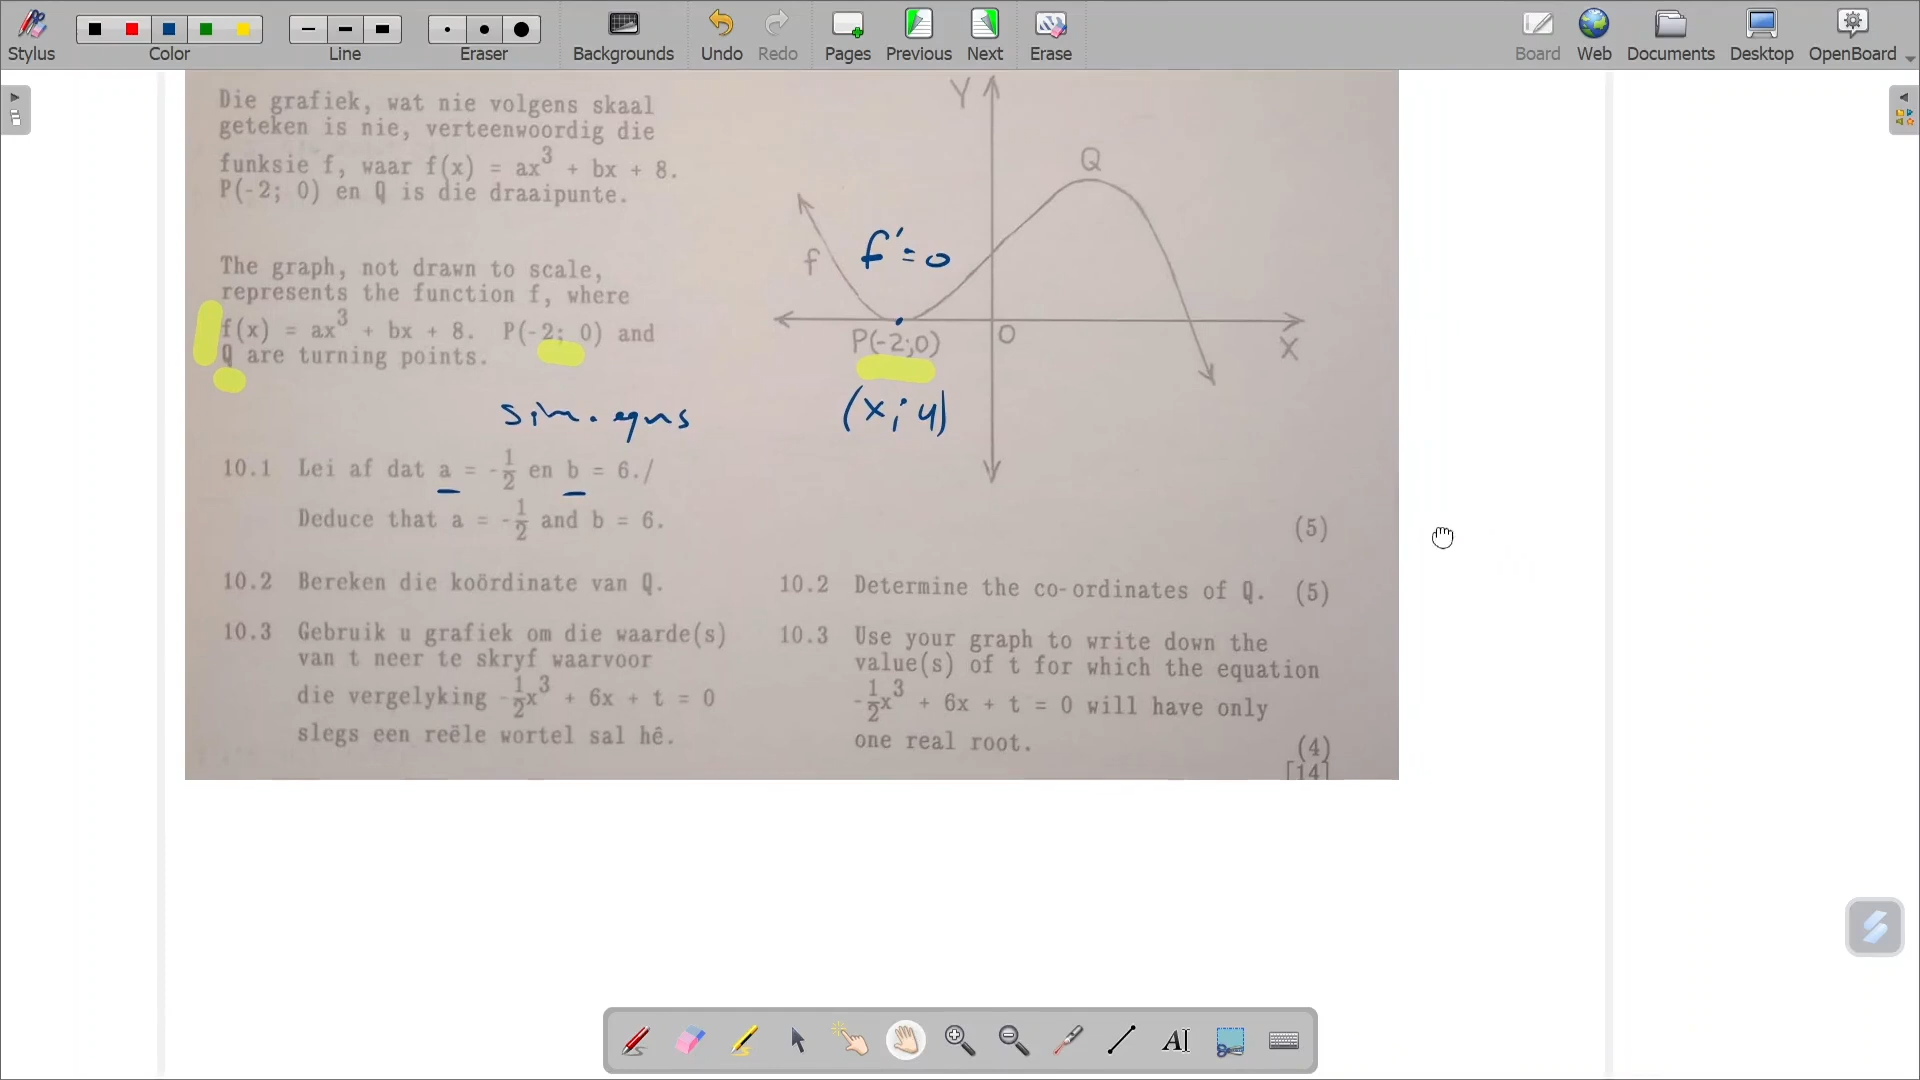 Stylus
Color
Line
Eraser
Backgrounds
Undo
Redo
Pages
Previous
Next
Erase
Board
Web
Documents
Desktop
OpenBoard
Die grafiek, wat nie volgens skaal
geteken is nie, verteenwoordig die
funksie f, waar f(x) = ax³ + bx + 8.
P(-2; 0) en Q is die draaipunte.
The graph, not drawn to scale,
represents the function f, where
f(x) = ax³ + bx + 8. P(-2; 0) and
Q are turning points.
Y
Q
f
f'=0
P(-2;0)
O
X
(x;y)
sim. eqns
10.1 Lei af dat a = -1/2 en b = 6./
Deduce that a = -1/2 and b = 6.
(5)
10.2 Bereken die koördinate van Q.
10.3 Gebruik u grafiek om die waarde(s)
van t neer te skryf waarvoor
die vergelyking -1/2x³ + 6x + t = 0
slegs een reële wortel sal hê.
10.2 Determine the co-ordinates of Q. (5)
10.3 Use your graph to write down the
value(s) of t for which the equation
-1/2x³ + 6x + t = 0 will have only
one real root.
(4)
[14]
AI